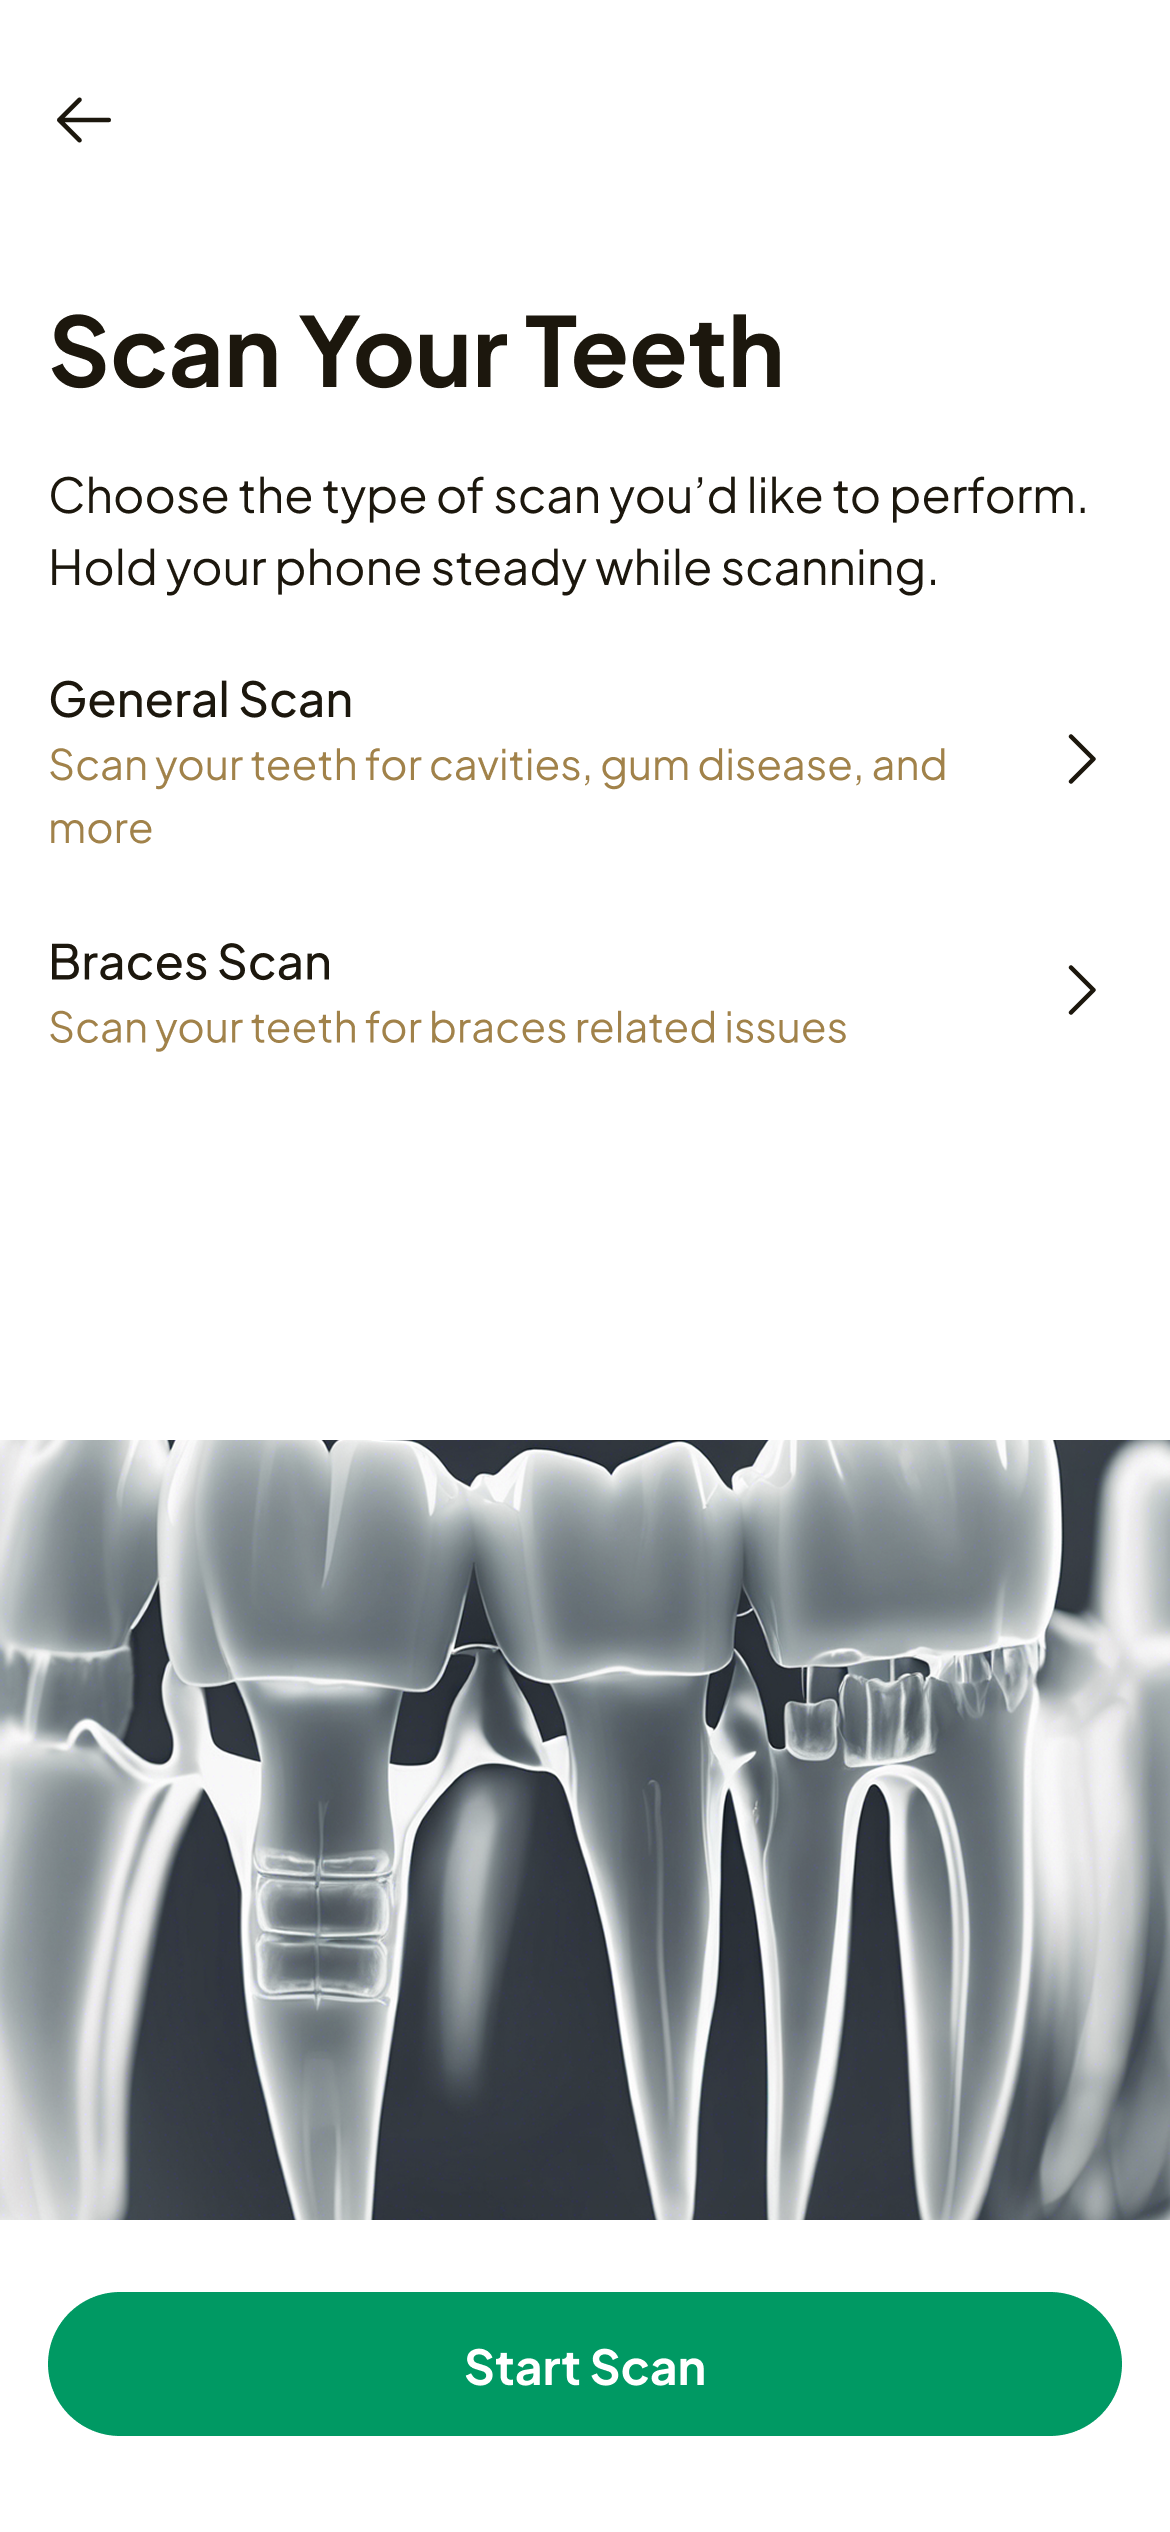 Scan Your Teeth
Choose the type of scan you’d like to perform.
Hold your phone steady while scanning.
General Scan
Scan your teeth for cavities, gum disease, and
more
Braces Scan
Scan your teeth for braces related issues
Start Scan